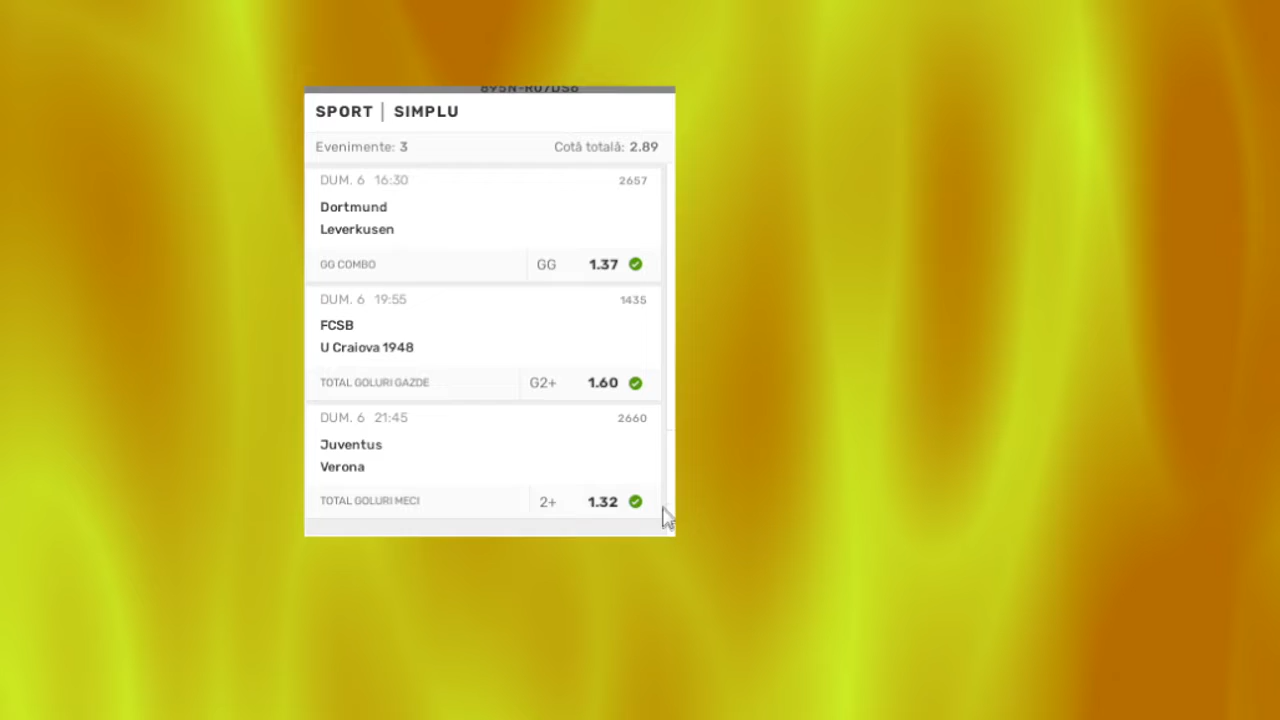 SPORT | SIMPLU
Evenimente: 3 Cotă totală: 2.89
DUM. 6 16:30 2657
Dortmund
Leverkusen
GG COMBO GG 1.37
DUM. 6 19:55 1435
FCSB
U Craiova 1948
TOTAL GOLURI GAZDE G2+ 1.60
DUM. 6 21:45 2660
Juventus
Verona
TOTAL GOLURI MECI 2+ 1.32